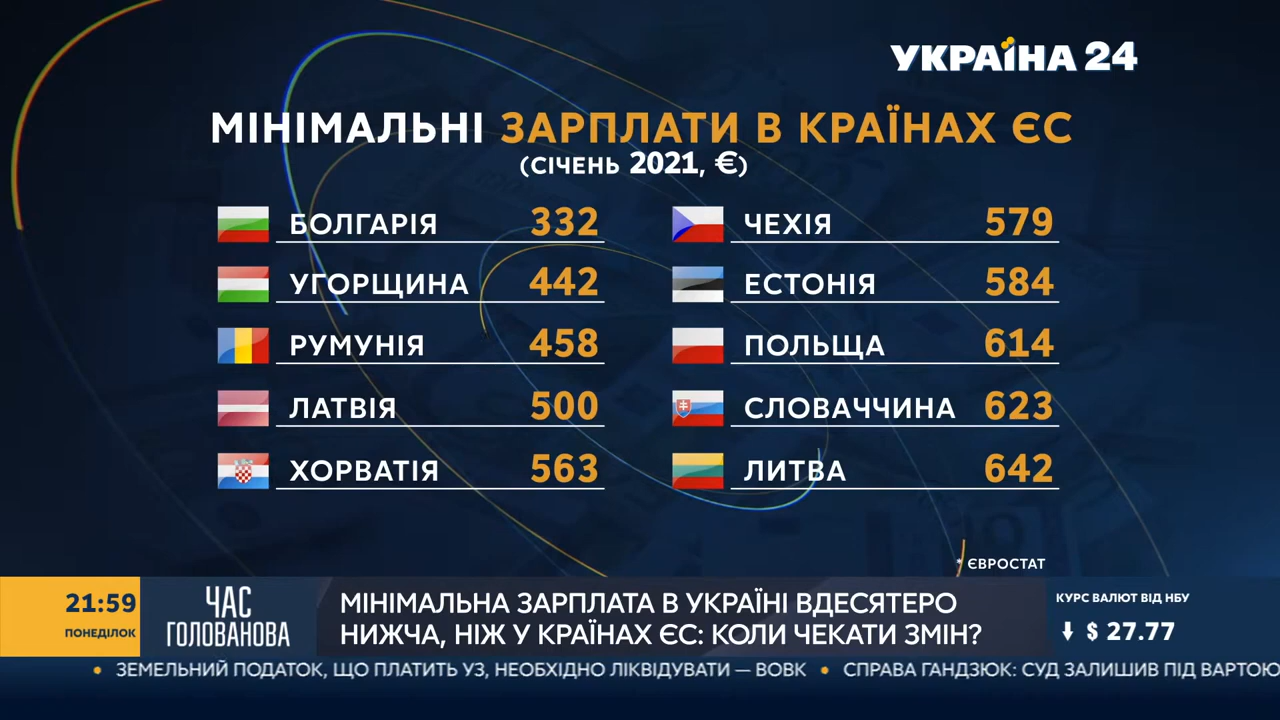 УКРАЇНА 24
МІНІМАЛЬНІ ЗАРПЛАТИ В КРАЇНАХ ЄС
(СІЧЕНЬ 2021, €)
БОЛГАРІЯ 332
УГОРЩИНА 442
РУМУНІЯ 458
ЛАТВІЯ 500
ХОРВАТІЯ 563
ЧЕХІЯ 579
ЕСТОНІЯ 584
ПОЛЬЩА 614
СЛОВАЧЧИНА 623
ЛИТВА 642
* ЄВРОСТАТ
21:59
ПОНЕДІЛОК
ЧАС
ГОЛОВАНОВА
МІНІМАЛЬНА ЗАРПЛАТА В УКРАЇНІ ВДЕСЯТЕРО
НИЖЧА, НІЖ У КРАЇНАХ ЄС: КОЛИ ЧЕКАТИ ЗМІН?
КУРС ВАЛЮТ ВІД НБУ
$ 27.77
• ЗЕМЕЛЬНИЙ ПОДАТОК, ЩО ПЛАТИТЬ УЗ, НЕОБХІДНО ЛІКВІДУВАТИ — ВОВК • СПРАВА ГАНДЗЮК: СУД ЗАЛИШИВ ПІД ВАРТОЮ